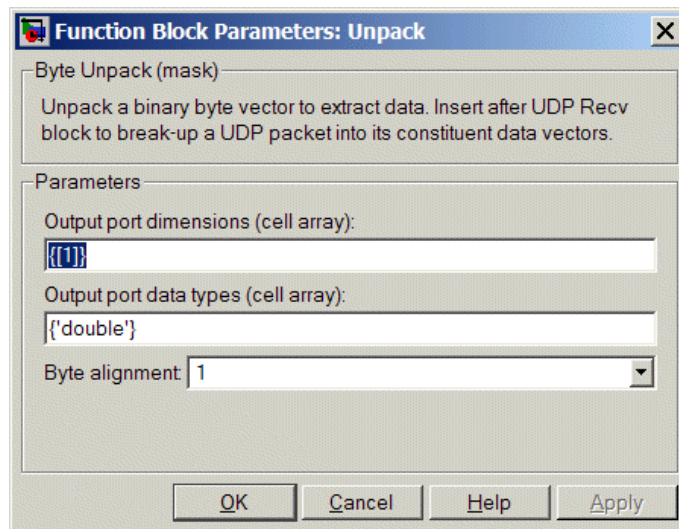 Function Block Parameters: Unpack
Byte Unpack (mask)
Unpack a binary byte vector to extract data. Insert after UDP Recv
block to break-up a UDP packet into its constituent data vectors.
Parameters
Output port dimensions (cell array):
{[1]}
Output port data types (cell array):
{'double'}
Byte alignment: 1
OK Cancel Help Apply